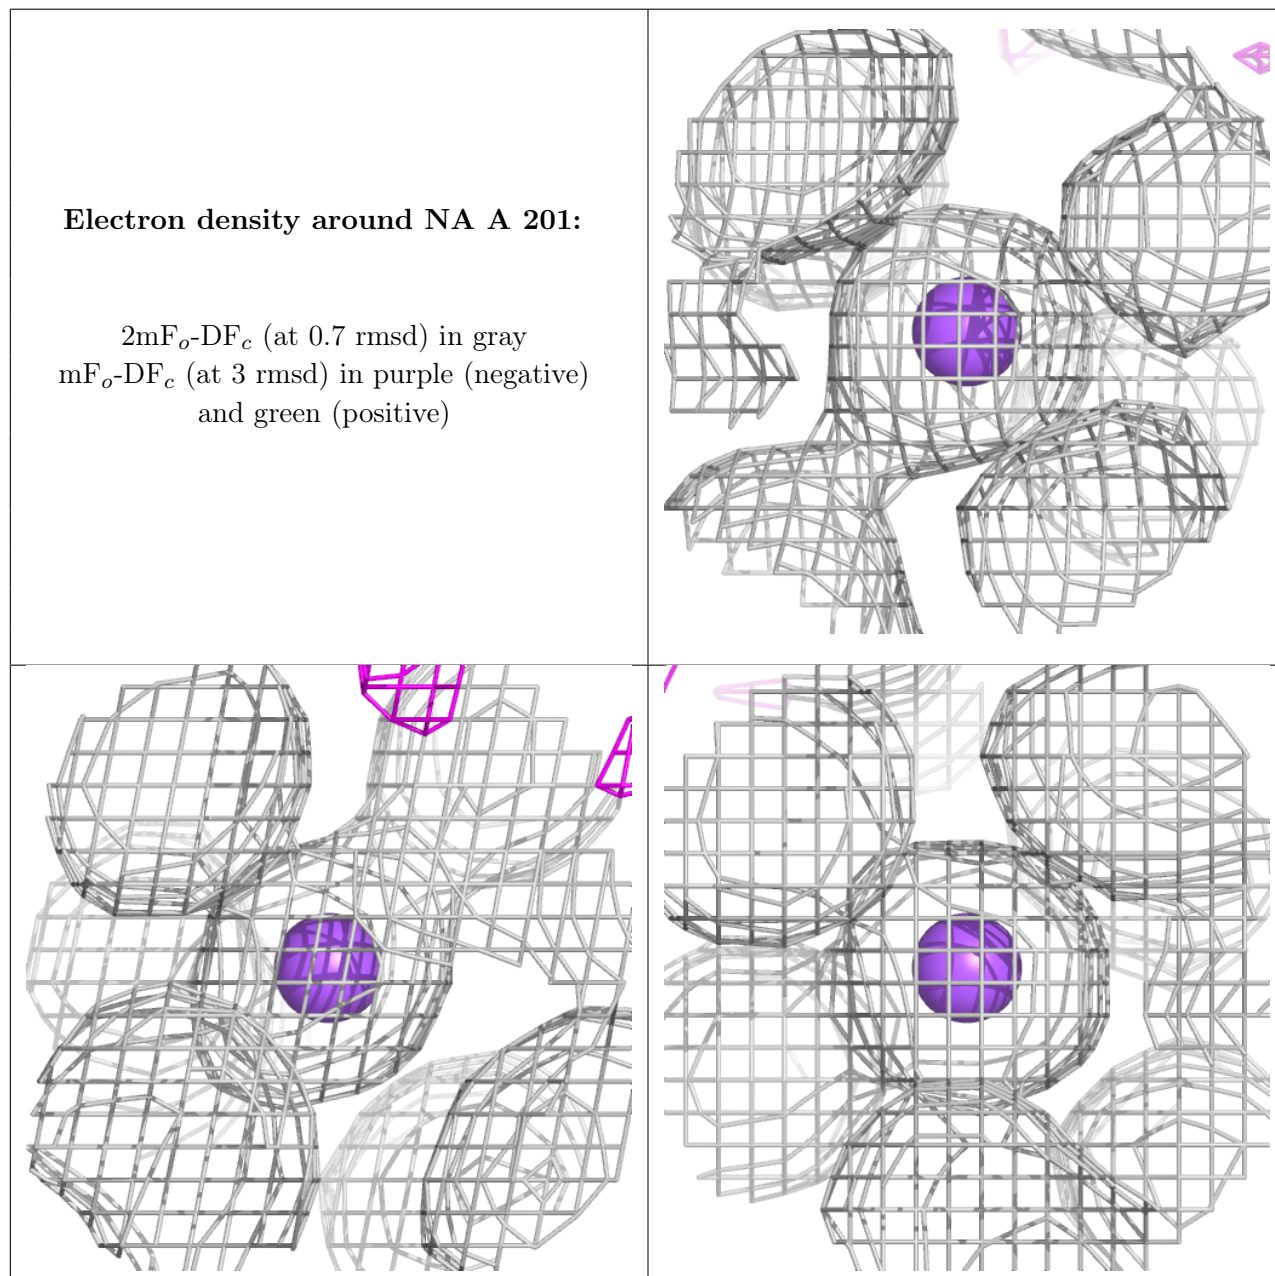 Electron density around NA A 201:
2mFo-DFc (at 0.7 rmsd) in gray
mFo-DFc (at 3 rmsd) in purple (negative)
and green (positive)